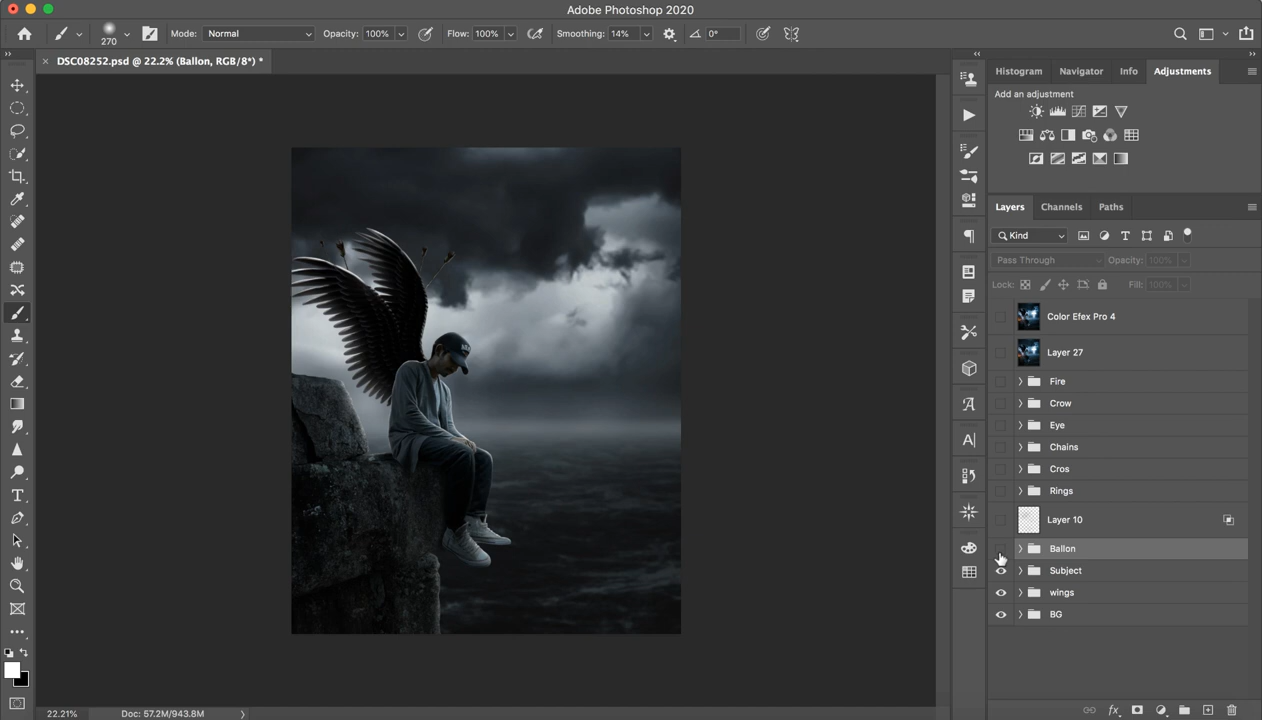 Adobe Photoshop 2020
270
Mode: Normal
Opacity: 100%
Flow: 100%
Smoothing: 14%
0°
DSC08252.psd @ 22.2% (Ballon, RGB/8*) *
Histogram
Navigator
Info
Adjustments
Add an adjustment
Layers
Channels
Paths
Kind
Pass Through
Opacity: 100%
Lock:
Fill: 100%
Color Efex Pro 4
Layer 27
Fire
Crow
Eye
Chains
Cros
Rings
Layer 10
Ballon
Subject
wings
BG
22.21%
Doc: 57.2M/943.8M